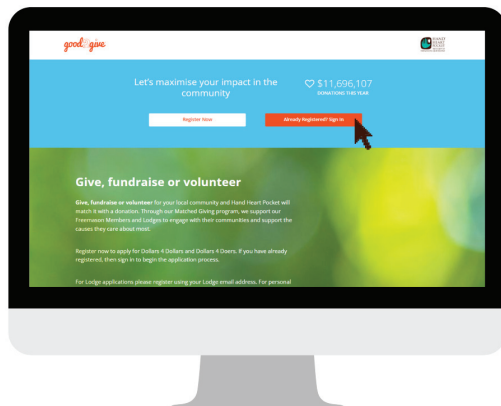 good2give
HAND
HEART
POCKET
Let's maximise your impact in the
community
$11,696,107
DONATIONS THIS YEAR
Register Now
Already Registered? Sign In
Give, fundraise or volunteer
Give, fundraise or volunteer for your local community and Hand Heart Pocket will
match it with a donation. Through our Matched Giving program, we support our
Freemason Members and Lodges to engage with their communities and support the
causes they care about most.
Register now to apply for Dollars 4 Dollars and Dollars 4 Doers. If you have already
registered, then sign in to begin the application process.
For Lodge applications please register using your Lodge email address. For personal